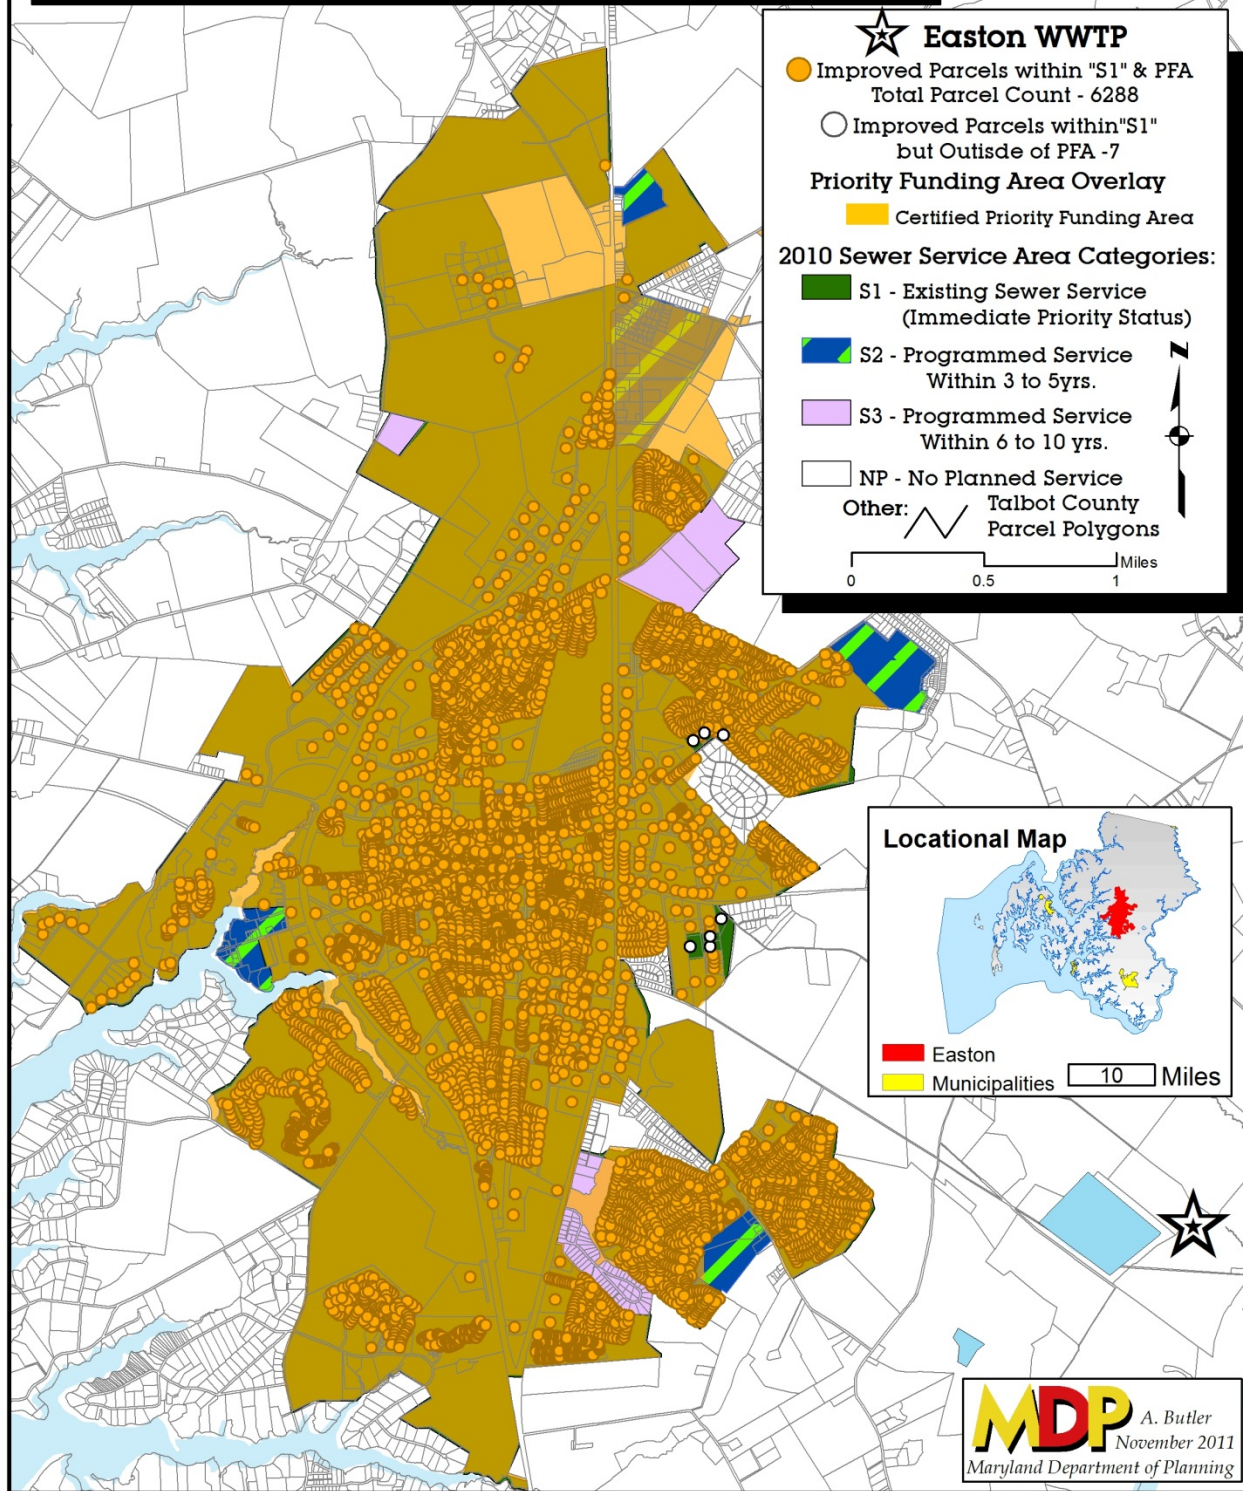 Easton WWTP
Improved Parcels within "S1" & PFA
Total Parcel Count - 6288
Improved Parcels within"S1"
but Outisde of PFA -7
Priority Funding Area Overlay
Certified Priority Funding Area
2010 Sewer Service Area Categories:
S1 - Existing Sewer Service
(Immediate Priority Status)
S2 - Programmed Service
Within 3 to 5yrs.
S3 - Programmed Service
Within 6 to 10 yrs.
NP - No Planned Service
Other:
Talbot County
Parcel Polygons
N
Miles
0 0.5 1
Locational Map
Easton
Municipalities
10 Miles
MDP
A. Butler
November 2011
Maryland Department of Planning